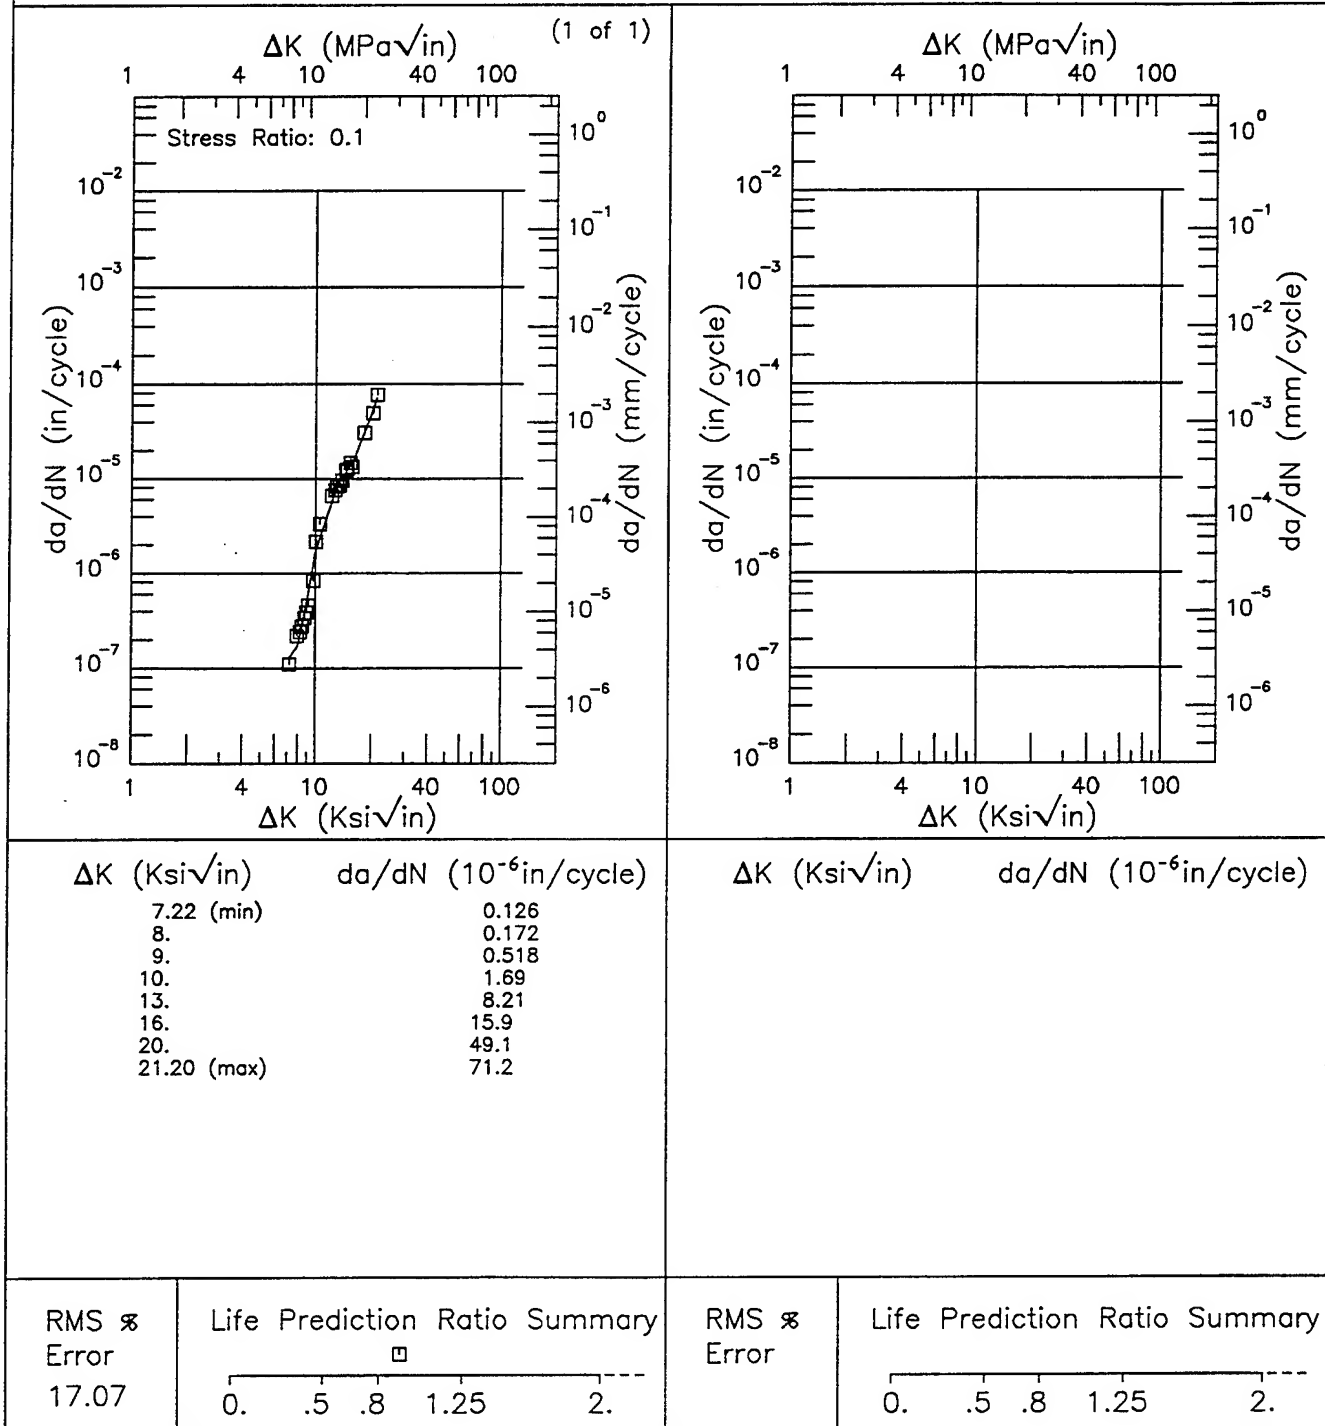 (1 of 1)
ΔK (MPa√in)
1 4 10 40 100
Stress Ratio: 0.1
da/dN (in/cycle)
10⁻²
10⁻³
10⁻⁴
10⁻⁵
10⁻⁶
10⁻⁷
10⁻⁸
10⁰
10⁻¹
10⁻²
10⁻³
10⁻⁴
10⁻⁵
10⁻⁶
da/dN (mm/cycle)
1 4 10 40 100
ΔK (Ksi√in)
ΔK (MPa√in)
1 4 10 40 100
da/dN (in/cycle)
10⁻²
10⁻³
10⁻⁴
10⁻⁵
10⁻⁶
10⁻⁷
10⁻⁸
10⁰
10⁻¹
10⁻²
10⁻³
10⁻⁴
10⁻⁵
10⁻⁶
da/dN (mm/cycle)
1 4 10 40 100
ΔK (Ksi√in)
ΔK (Ksi√in) da/dN (10⁻⁶in/cycle)
7.22 (min) 0.126
8. 0.172
9. 0.518
10. 1.69
13. 8.21
16. 15.9
20. 49.1
21.20 (max) 71.2
ΔK (Ksi√in) da/dN (10⁻⁶in/cycle)
RMS %
Error
17.07
Life Prediction Ratio Summary
0. .5 .8 1.25 2.
RMS %
Error
Life Prediction Ratio Summary
0. .5 .8 1.25 2.